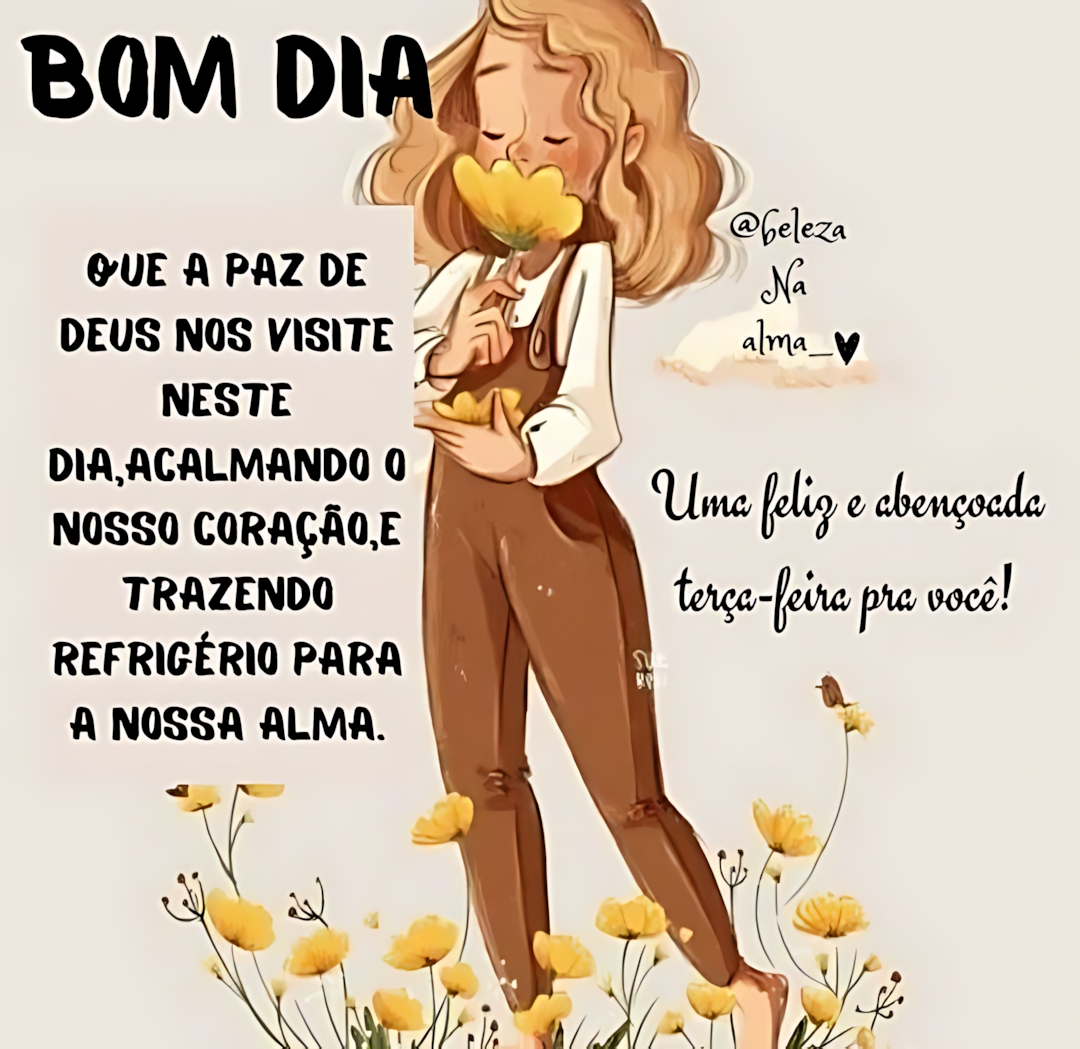 BOM DIA
QUE A PAZ DE
DEUS NOS VISITE
NESTE
DIA,ACALMANDO O
NOSSO CORAÇÃO,E
TRAZENDO
REFRIGÉRIO PARA
A NOSSA ALMA.
@beleza
Na
alma_♥
Uma feliz e abençoada
terça-feira pra você!